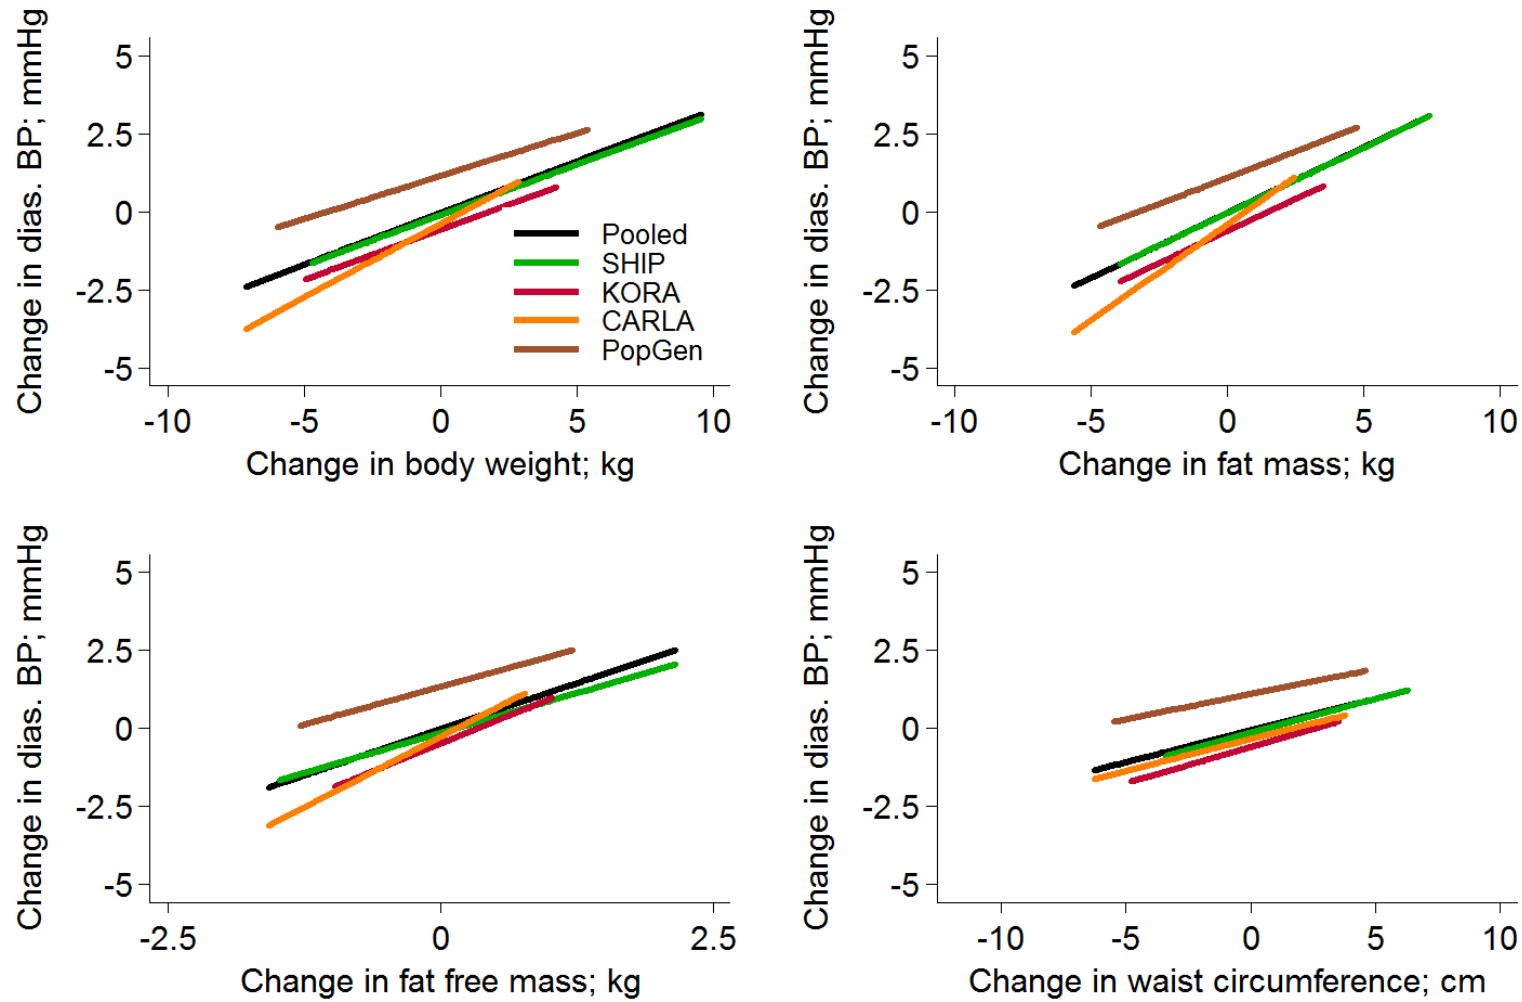 Change in dias. BP; mmHg
5
2.5
0
-2.5
-5
Pooled
SHIP
KORA
CARLA
PopGen
-10 -5 0 5 10
Change in body weight; kg
Change in dias. BP; mmHg
5
2.5
0
-2.5
-5
-10 -5 0 5 10
Change in fat mass; kg
Change in dias. BP; mmHg
5
2.5
0
-2.5
-5
-2.5 0 2.5
Change in fat free mass; kg
Change in dias. BP; mmHg
5
2.5
0
-2.5
-5
-10 -5 0 5 10
Change in waist circumference; cm